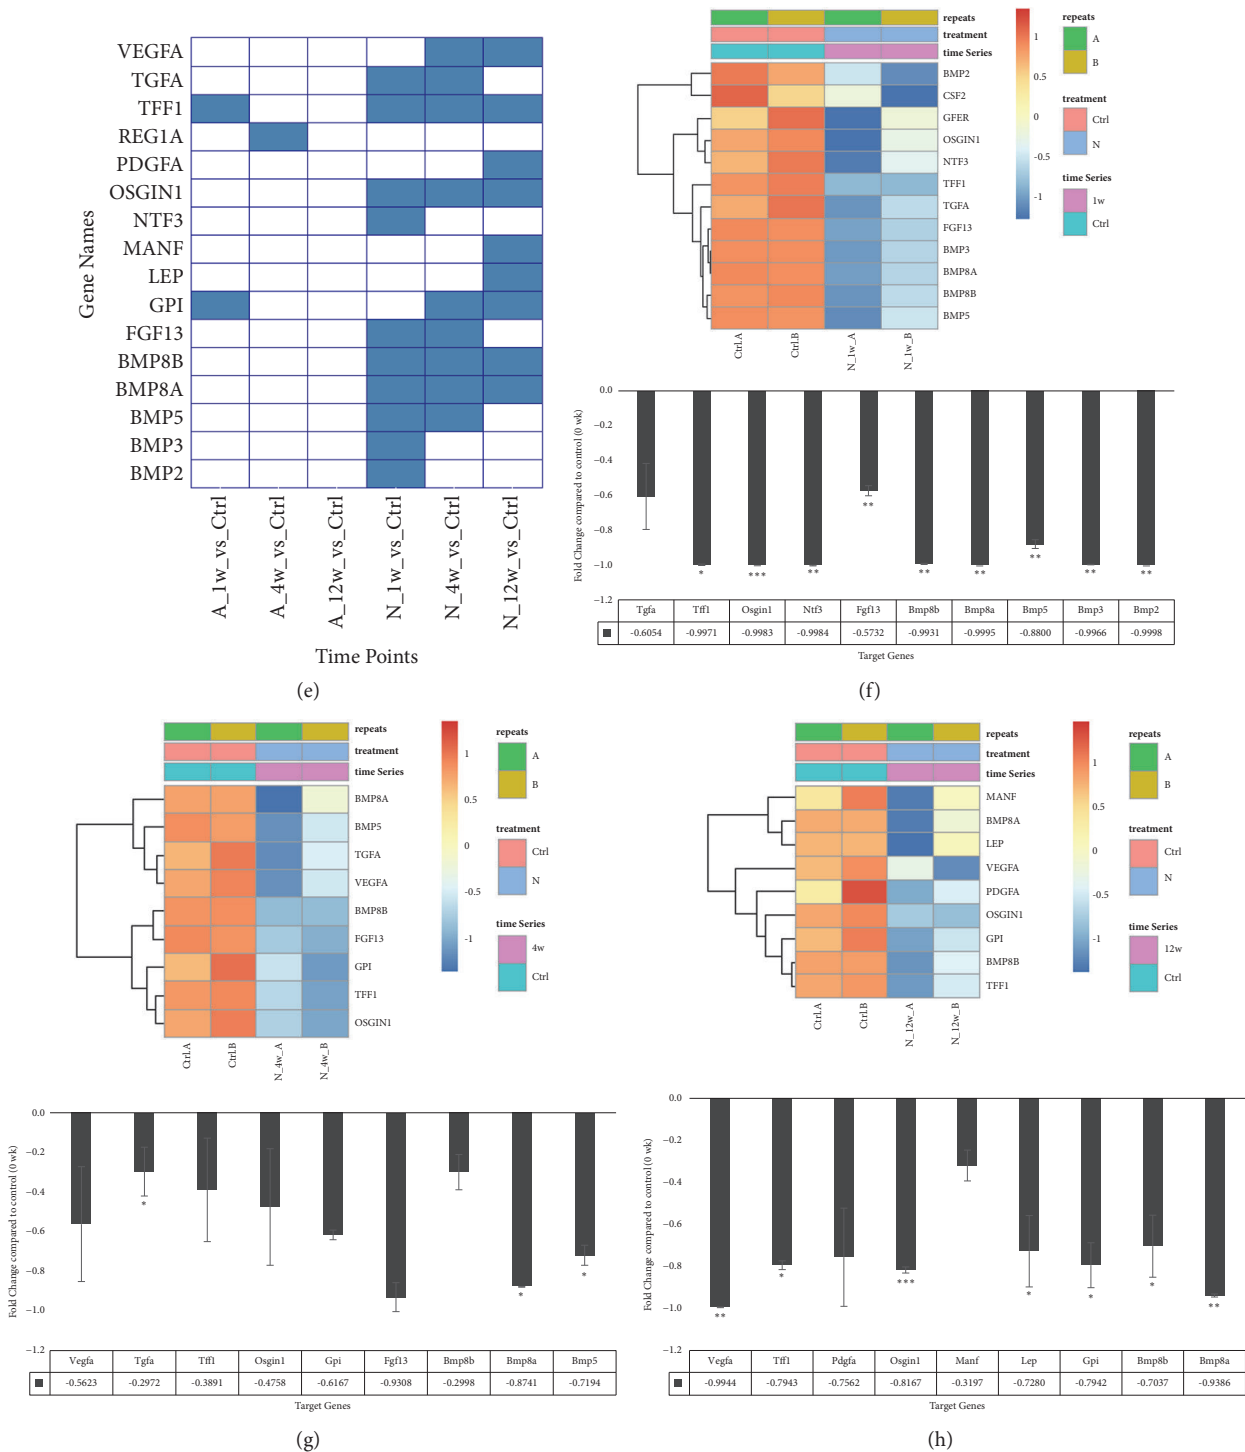 VEGFA
TGFA
TFF1
REG1A
PDGFA
OSGIN1
NTF3
MANF
LEP
GPI
FGF13
BMP8B
BMP8A
BMP5
BMP3
BMP2
Gene Names
A_1w_vs_Ctrl
A_4w_vs_Ctrl
A_12w_vs_Ctrl
N_1w_vs_Ctrl
N_4w_vs_Ctrl
N_12w_vs_Ctrl
Time Points
(e)
repeats
treatment
time Series
BMP2
CSF2
GFER
OSGIN1
NTF3
TFF1
TGFA
FGF13
BMP3
BMP8A
BMP8B
BMP5
Ctrl.A
Ctrl.B
N_1w_A
N_1w_B
1
0.5
0
-0.5
-1
repeats
A
B
treatment
Ctrl
N
time Series
1w
Ctrl
Fold Change compared to control (0 wk)
0.0
−0.2
−0.4
−0.6
−0.8
−1.0
−1.2
** 
* *** ** ** ** ** ** **
Tgfa Tff1 Osgin1 Ntf3 Fgf13 Bmp8b Bmp8a Bmp5 Bmp3 Bmp2
-0.6054 -0.9971 -0.9983 -0.9984 -0.5732 -0.9931 -0.9995 -0.8800 -0.9966 -0.9998
Target Genes
(f)
repeats
treatment
time Series
BMP8A
BMP5
TGFA
VEGFA
BMP8B
FGF13
GPI
TFF1
OSGIN1
Ctrl.A
Ctrl.B
N_4w_A
N_4w_B
1
0.5
0
-0.5
-1
repeats
A
B
treatment
Ctrl
N
time Series
4w
Ctrl
Fold Change compared to control (0 wk)
0.0
−0.2
−0.4
−0.6
−0.8
−1.0
−1.2
* * *
Vegfa Tgfa Tff1 Osgin1 Gpi Fgf13 Bmp8b Bmp8a Bmp5
-0.5623 -0.2972 -0.3891 -0.4758 -0.6167 -0.9308 -0.2998 -0.8741 -0.7194
Target Genes
(g)
repeats
treatment
time Series
MANF
BMP8A
LEP
VEGFA
PDGFA
OSGIN1
GPI
BMP8B
TFF1
Ctrl.A
Ctrl.B
N_12w_A
N_12w_B
1
0.5
0
-0.5
-1
repeats
A
B
treatment
Ctrl
N
time Series
12w
Ctrl
Fold Change compared to control (0 wk)
0.0
−0.2
−0.4
−0.6
−0.8
−1.0
−1.2
** * *** * * * **
Vegfa Tff1 Pdgfa Osgin1 Manf Lep Gpi Bmp8b Bmp8a
-0.9944 -0.7943 -0.7562 -0.8167 -0.3197 -0.7280 -0.7942 -0.7037 -0.9386
Target Genes
(h)